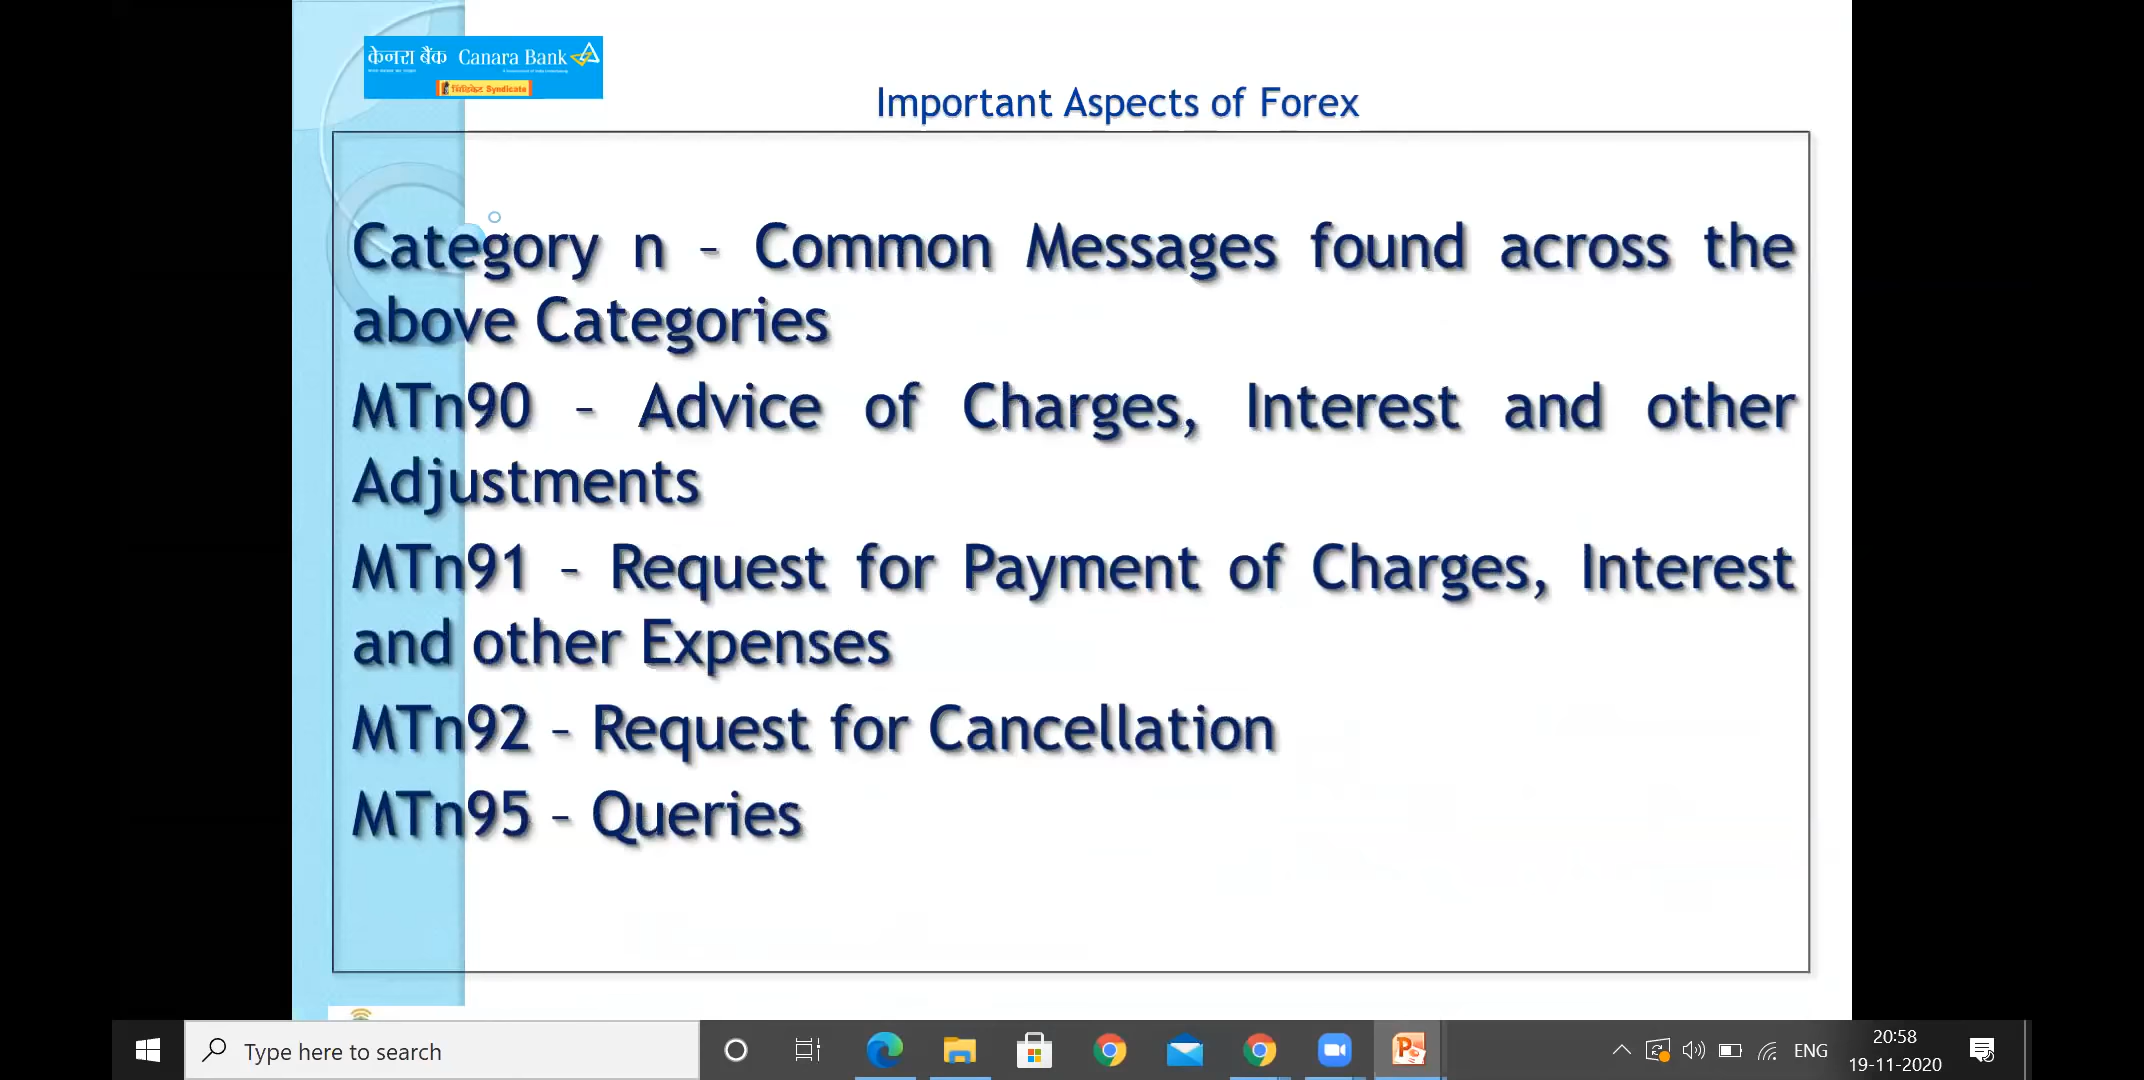 केनरा बैंक Canara Bank
सिंडिकेट Syndicate
Important Aspects of Forex
Category n – Common Messages found across the
above Categories
MTn90 – Advice of Charges, Interest and other
Adjustments
MTn91 – Request for Payment of Charges, Interest
and other Expenses
MTn92 – Request for Cancellation
MTn95 – Queries
Type here to search
ENG
20:58
19-11-2020